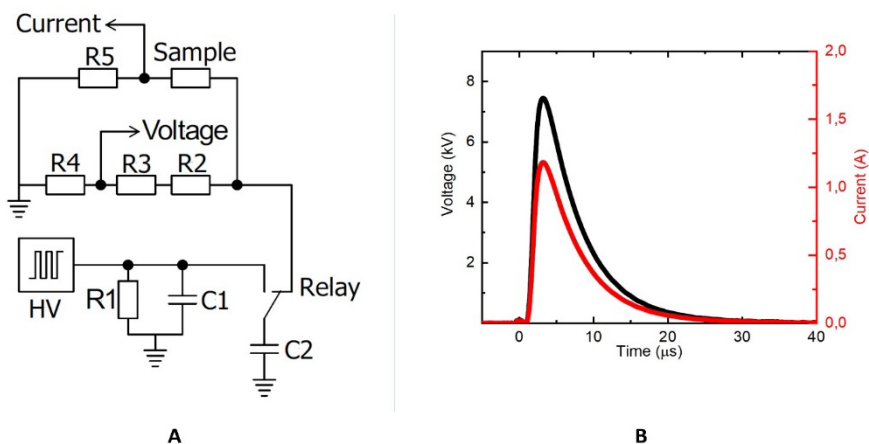 Current
R5 Sample
Voltage
R4 R3 R2
HV
R1
C1
Relay
C2
A
Voltage (kV)
8
6
4
2
0 10 20 30 40
Time (µs)
2,0
1,5
1,0
0,5
0,0
Current (A)
B